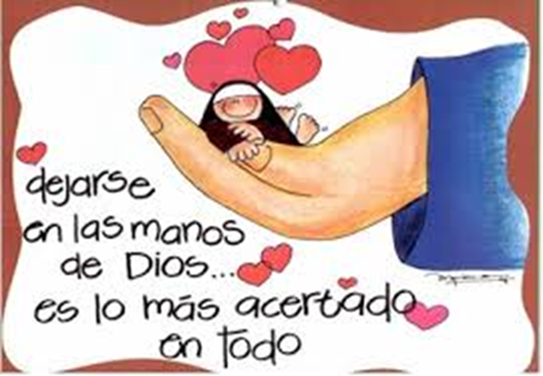 dejarse
en las manos
de Dios...
es lo más acertado
en todo